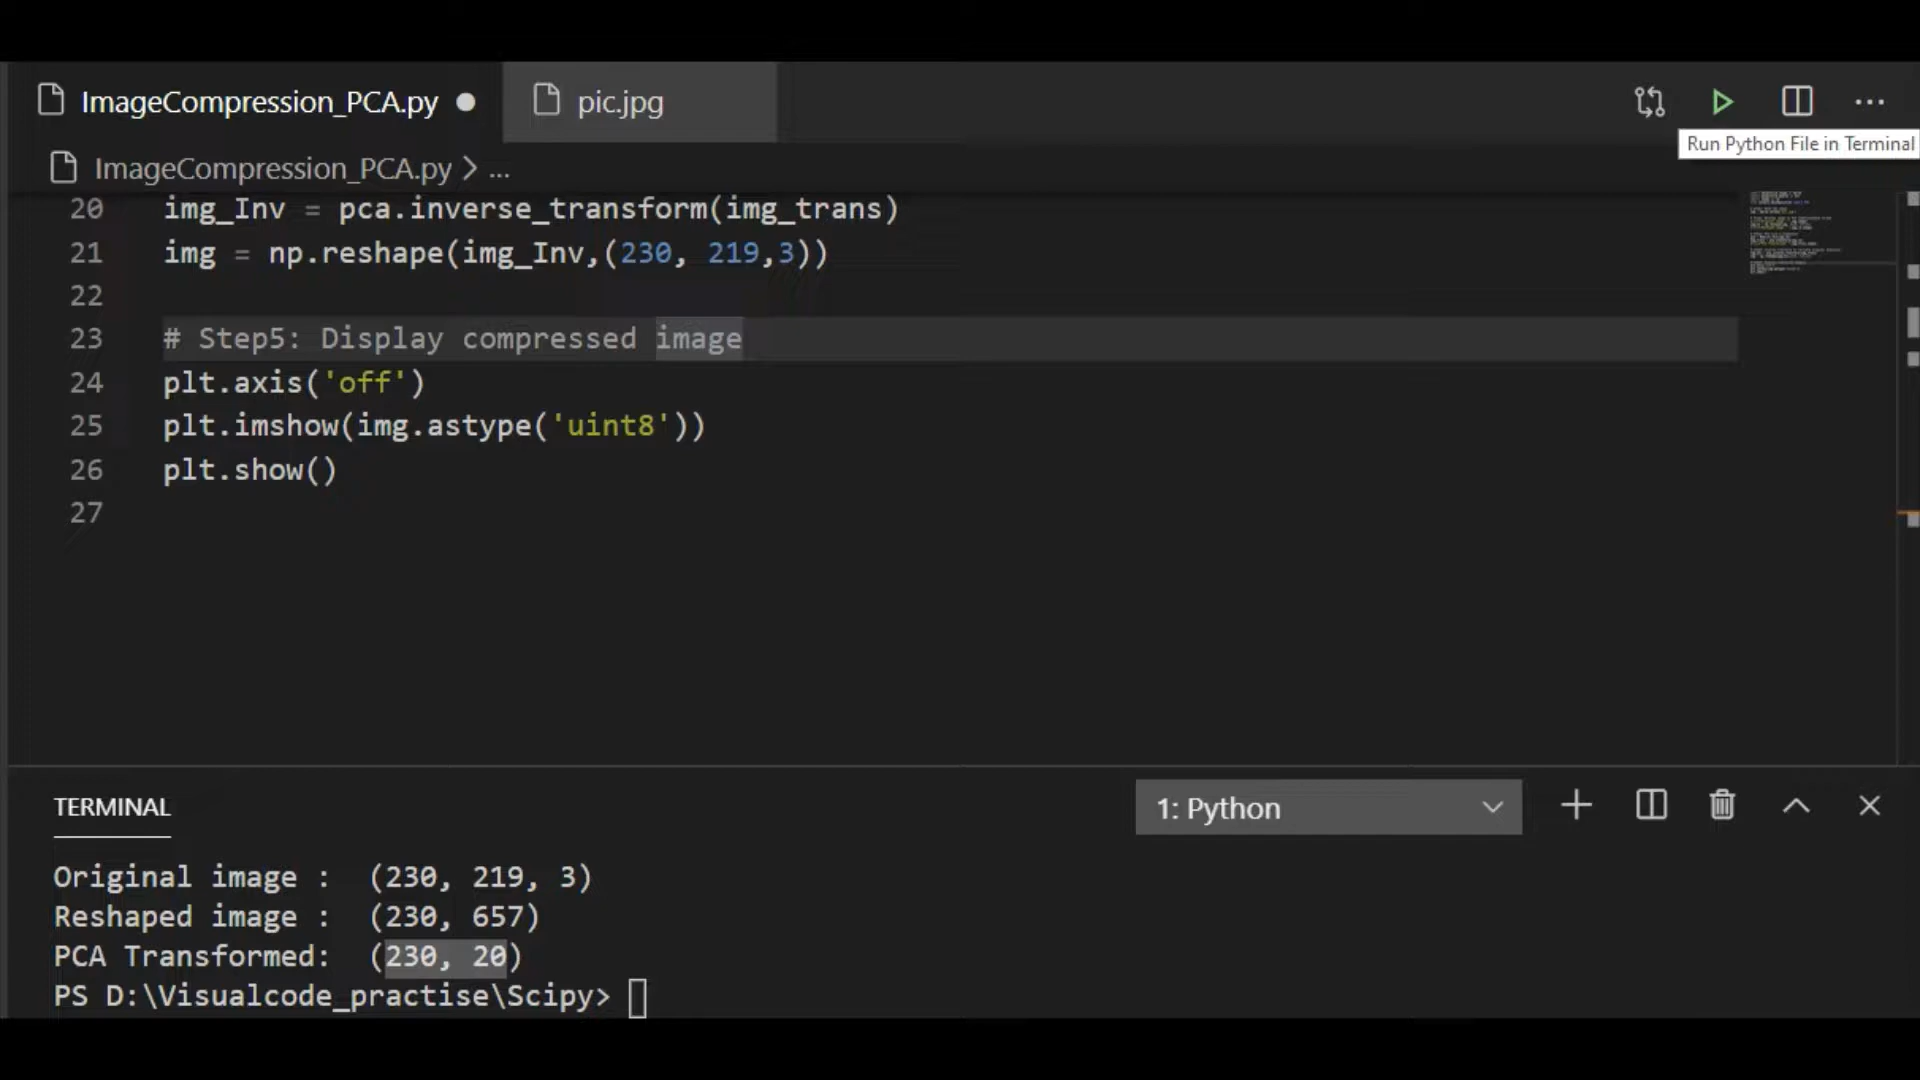 ImageCompression_PCA.py ● pic.jpg
Run Python File in Terminal
ImageCompression_PCA.py > ...
20 img_Inv = pca.inverse_transform(img_trans)
21 img = np.reshape(img_Inv,(230, 219,3))
22
23 # Step5: Display compressed image
24 plt.axis('off')
25 plt.imshow(img.astype('uint8'))
26 plt.show()
27
TERMINAL 1: Python
Original image :  (230, 219, 3)
Reshaped image :  (230, 657)
PCA Transformed:  (230, 20)
PS D:\Visualcode_practise\Scipy>